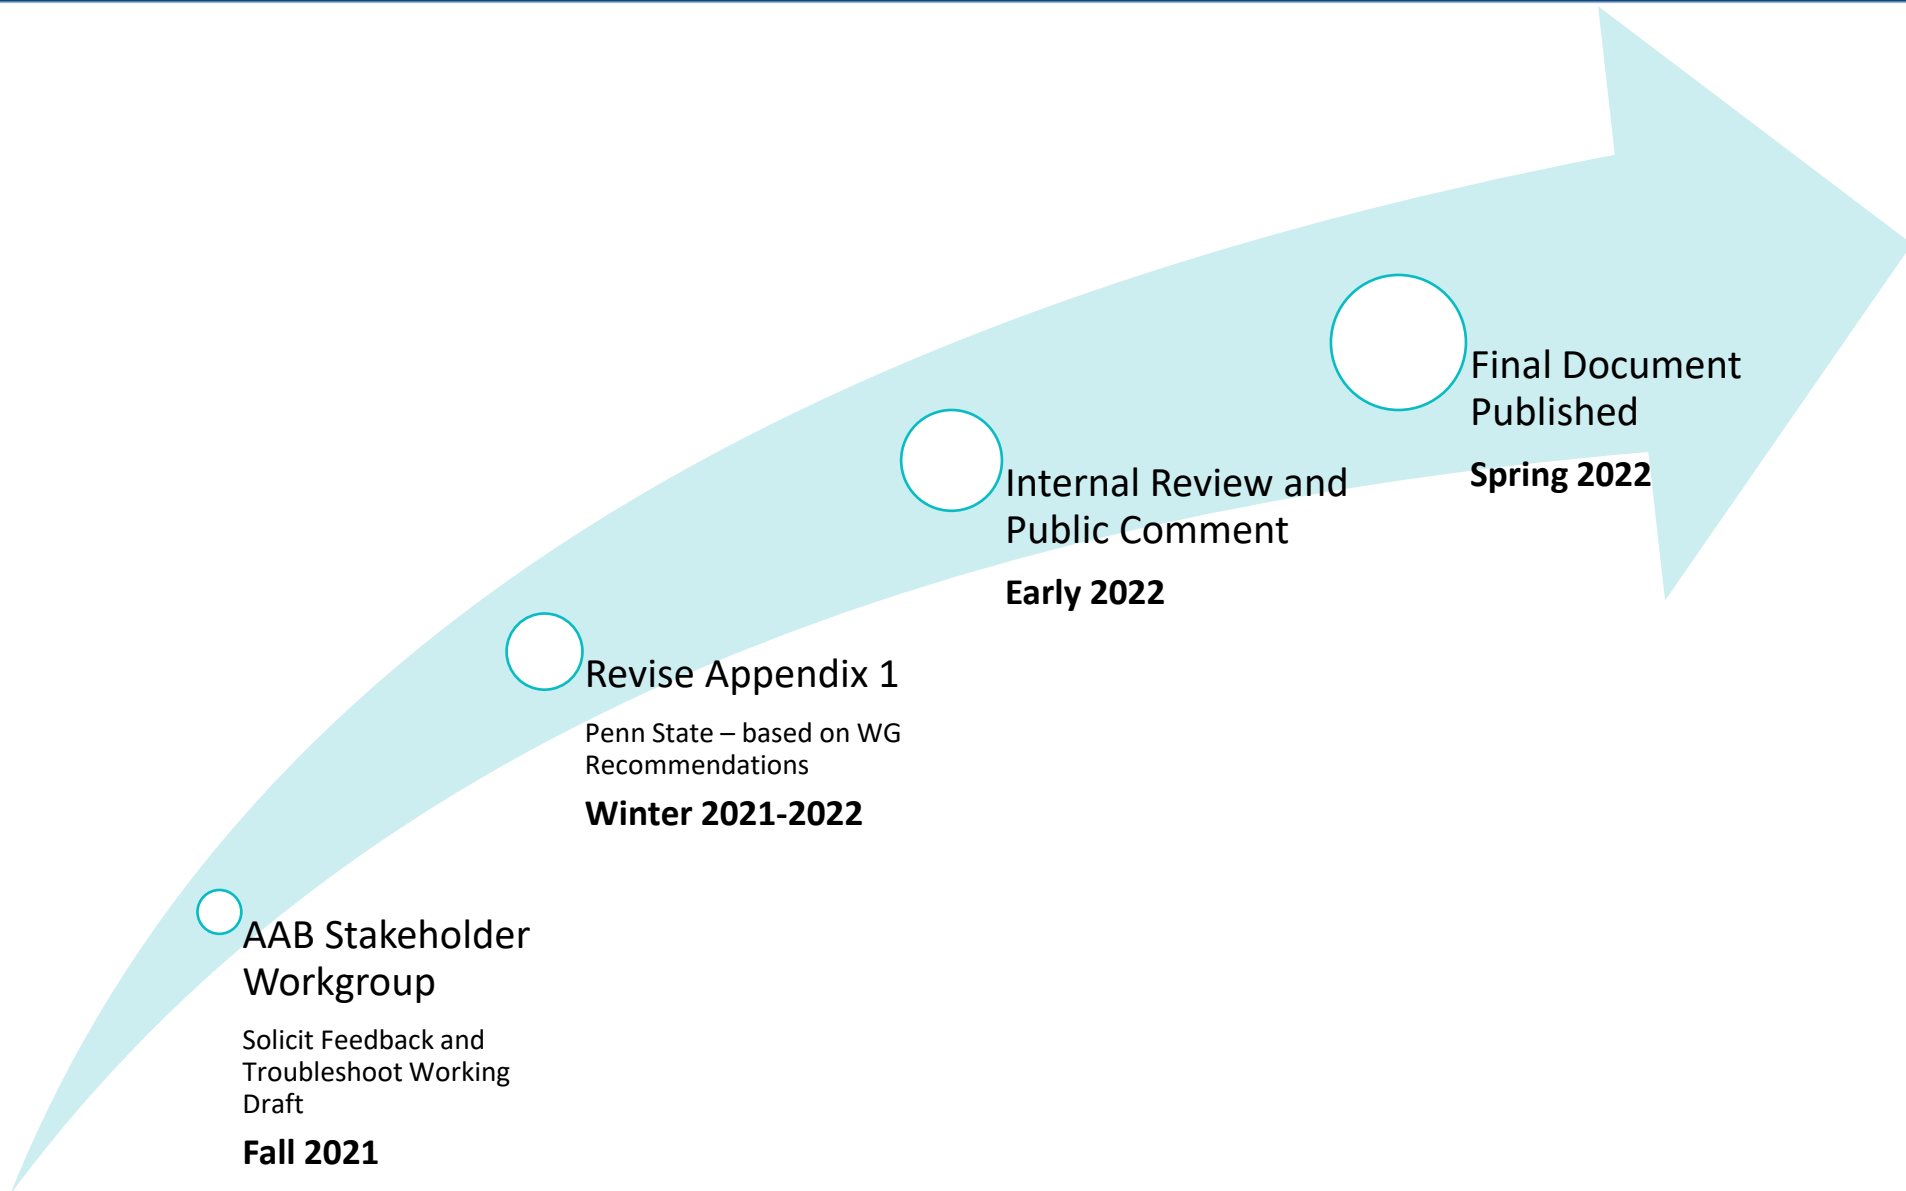 AAB Stakeholder
Workgroup
Solicit Feedback and
Troubleshoot Working
Draft
Fall 2021
Revise Appendix 1
Penn State – based on WG
Recommendations
Winter 2021-2022
Internal Review and
Public Comment
Early 2022
Final Document
Published
Spring 2022